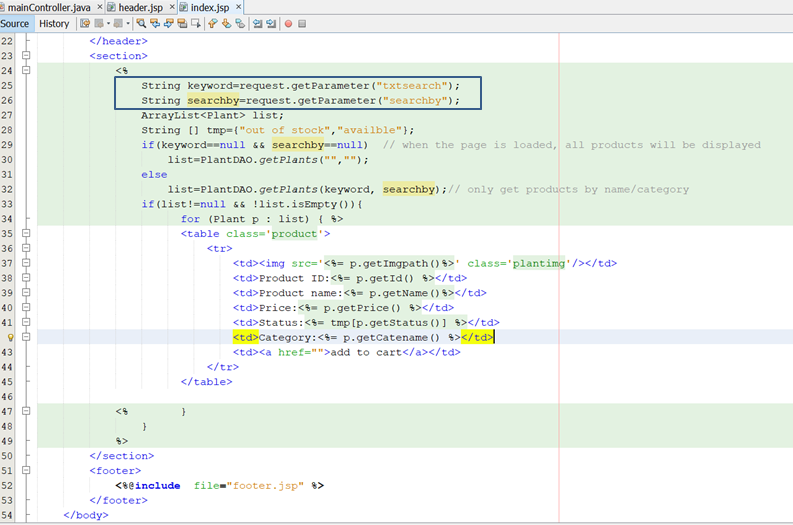 mainController.java × header.jsp × index.jsp ×
Source History
22 </header>
23 <section>
24 <%
25 String keyword=request.getParameter("txtsearch");
26 String searchby=request.getParameter("searchby");
27 ArrayList<Plant> list;
28 String [] tmp={"out of stock","availble"};
29 if(keyword==null && searchby==null) // when the page is loaded, all products will be displayed
30 list=PlantDAO.getPlants("","");
31 else
32 list=PlantDAO.getPlants(keyword, searchby);// only get products by name/category
33 if(list!=null && !list.isEmpty()){
34 for (Plant p : list) { %>
35 <table class='product'>
36 <tr>
37 <td><img src='<%= p.getImgpath()%>' class='plantimg'/></td>
38 <td>Product ID:<%= p.getId() %></td>
39 <td>Product name:<%= p.getName()%></td>
40 <td>Price:<%= p.getPrice() %></td>
41 <td>Status:<%= tmp[p.getStatus()] %></td>
<td>Category:<%= p.getCatename() %></td>
43 <td><a href="">add to cart</a></td>
44 </tr>
45 </table>
46
47 <% }
48 }
49 %>
50 </section>
51 <footer>
52 <%@include file="footer.jsp" %>
53 </footer>
54 </body>